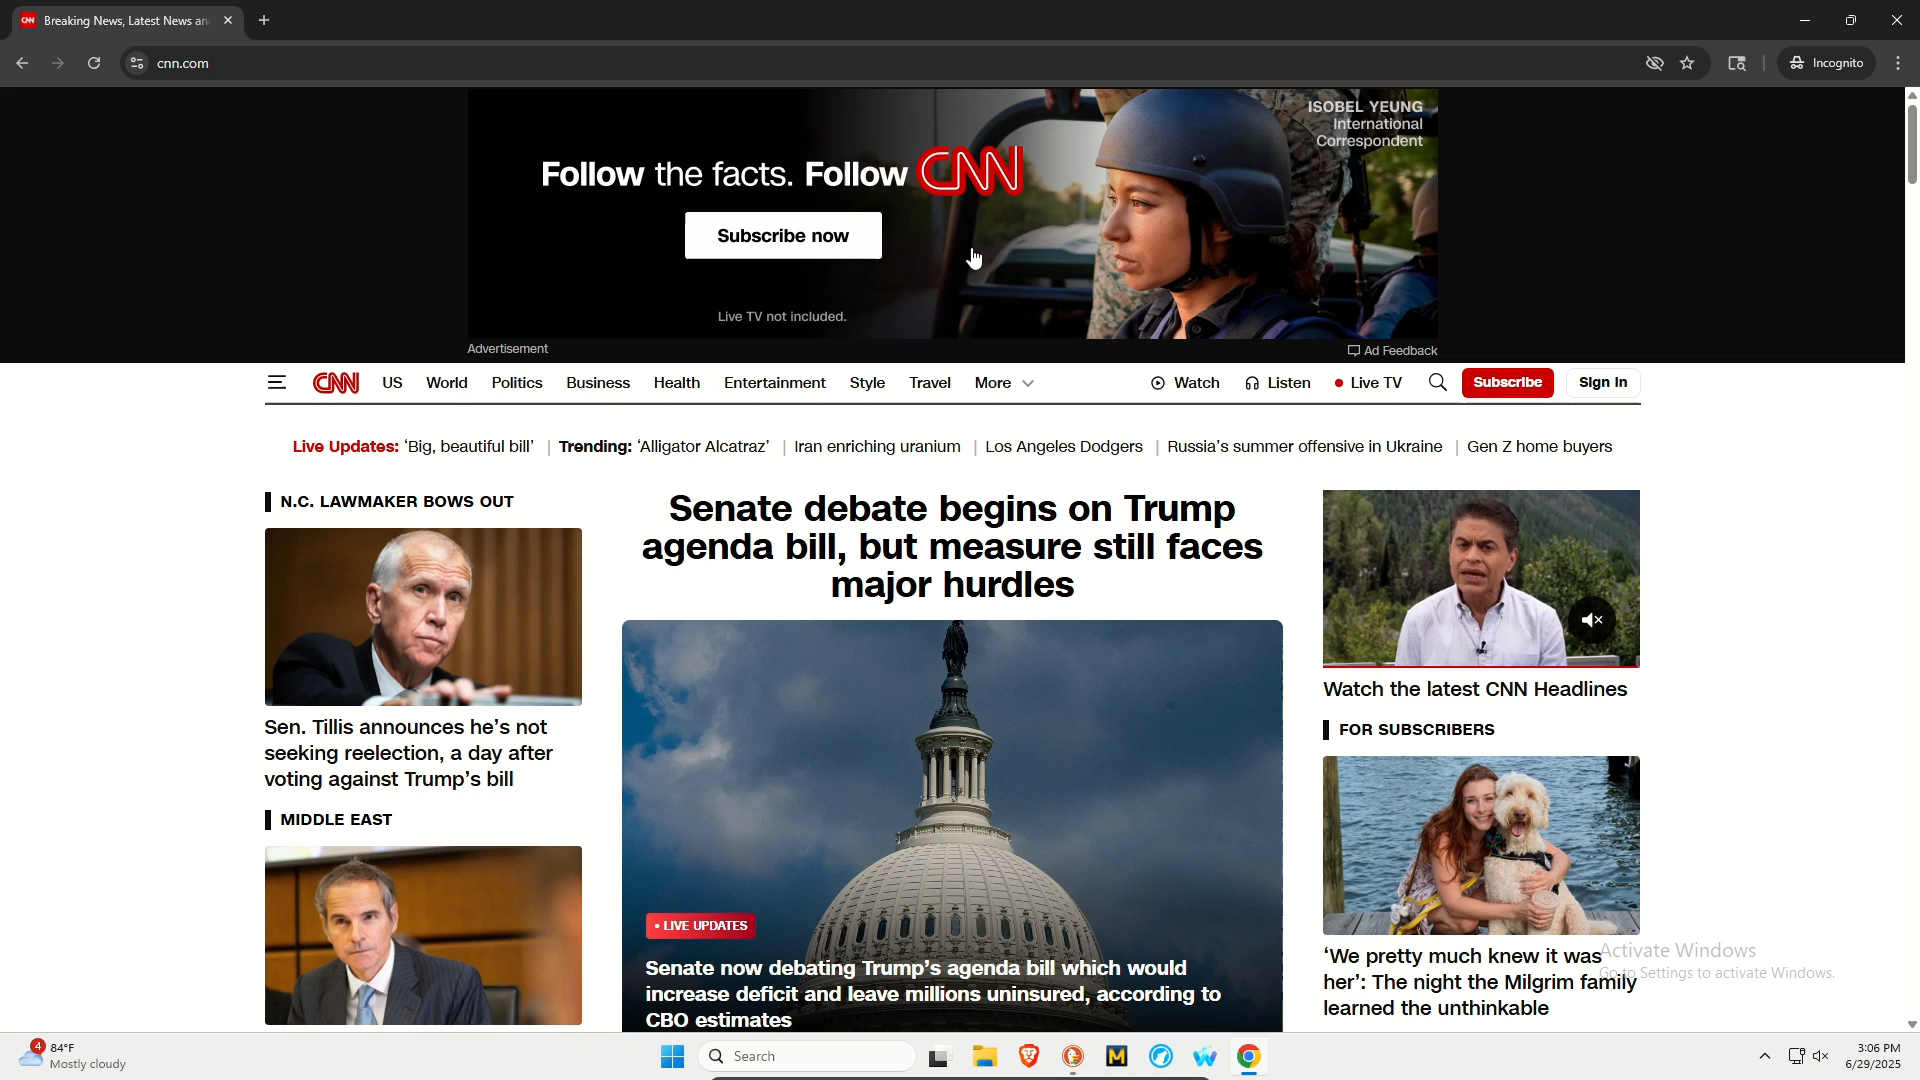 CNN Breaking News, Latest News an
cnn.com
Incognito
ISOBEL YEUNG
International
Correspondent
Follow the facts. Follow CNN
Subscribe now
Live TV not included.
Advertisement
Ad Feedback
CNN US World Politics Business Health Entertainment Style Travel More Watch Listen Live TV Subscribe Sign in
Live Updates: ‘Big, beautiful bill’ | Trending: ‘Alligator Alcatraz’ | Iran enriching uranium | Los Angeles Dodgers | Russia’s summer offensive in Ukraine | Gen Z home buyers
N.C. LAWMAKER BOWS OUT
Sen. Tillis announces he’s not
seeking reelection, a day after
voting against Trump’s bill
MIDDLE EAST
Senate debate begins on Trump
agenda bill, but measure still faces
major hurdles
• LIVE UPDATES
Senate now debating Trump’s agenda bill which would
increase deficit and leave millions uninsured, according to
CBO estimates
Watch the latest CNN Headlines
FOR SUBSCRIBERS
‘We pretty much knew it was
her’: The night the Milgrim family
learned the unthinkable
Activate Windows
Go to Settings to activate Windows.
4
84°F
Mostly cloudy
Search
M
3:06 PM
6/29/2025